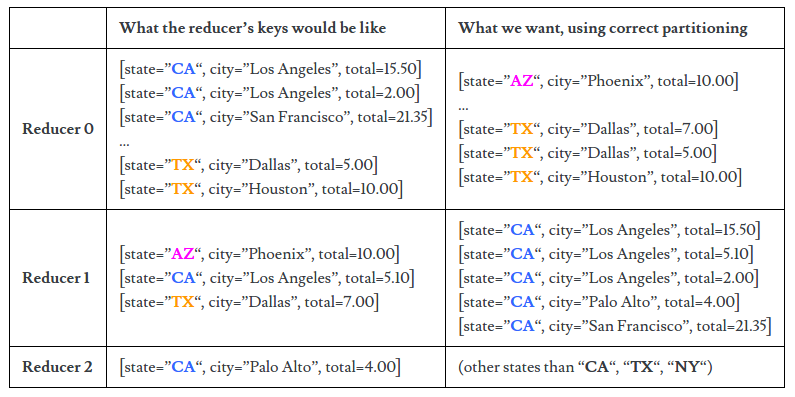 What the reducer’s keys would be like
What we want, using correct partitioning
Reducer 0
[state=”CA“, city=”Los Angeles”, total=15.50]
[state=”CA“, city=”Los Angeles”, total=2.00]
[state=”CA“, city=”San Francisco”, total=21.35]
...
[state=”TX“, city=”Dallas”, total=5.00]
[state=”TX“, city=”Houston”, total=10.00]
[state=”AZ“, city=”Phoenix”, total=10.00]
...
[state=”TX“, city=”Dallas”, total=7.00]
[state=”TX“, city=”Dallas”, total=5.00]
[state=”TX“, city=”Houston”, total=10.00]
Reducer 1
[state=”AZ“, city=”Phoenix”, total=10.00]
[state=”CA“, city=”Los Angeles”, total=5.10]
[state=”TX“, city=”Dallas”, total=7.00]
[state=”CA“, city=”Los Angeles”, total=15.50]
[state=”CA“, city=”Los Angeles”, total=5.10]
[state=”CA“, city=”Los Angeles”, total=2.00]
[state=”CA“, city=”Palo Alto”, total=4.00]
[state=”CA“, city=”San Francisco”, total=21.35]
Reducer 2
[state=”CA“, city=”Palo Alto”, total=4.00]
(other states than “CA“, “TX“, “NY“)